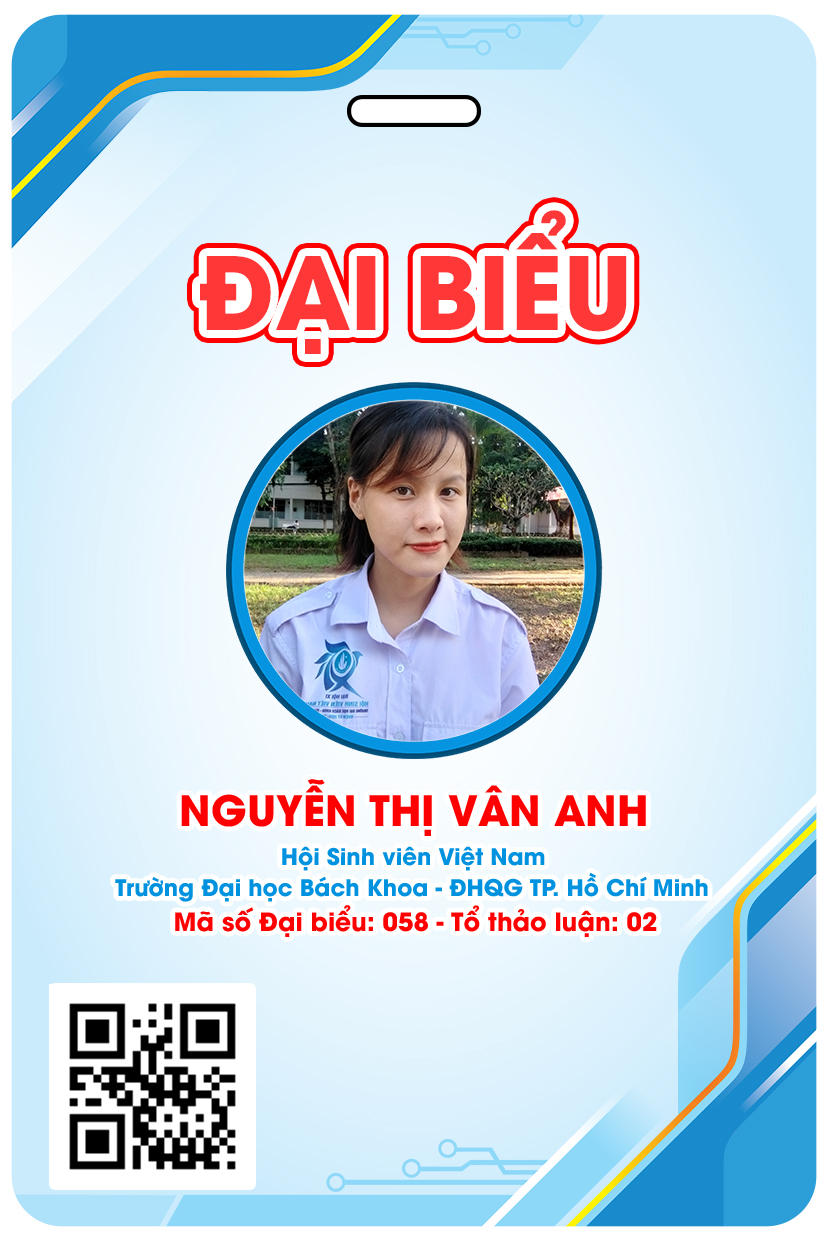 ĐẠI BIỂU
NGUYỄN THỊ VÂN ANH
Hội Sinh viên Việt Nam
Trường Đại học Bách Khoa - ĐHQG TP. Hồ Chí Minh
Mã số Đại biểu: 058 - Tổ thảo luận: 02